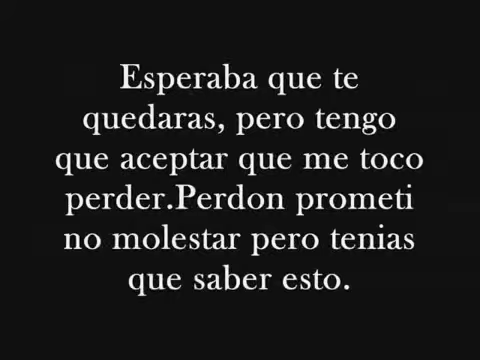 Esperaba que te
quedaras, pero tengo
que aceptar que me toco
perder.Perdon prometi
no molestar pero tenias
que saber esto.